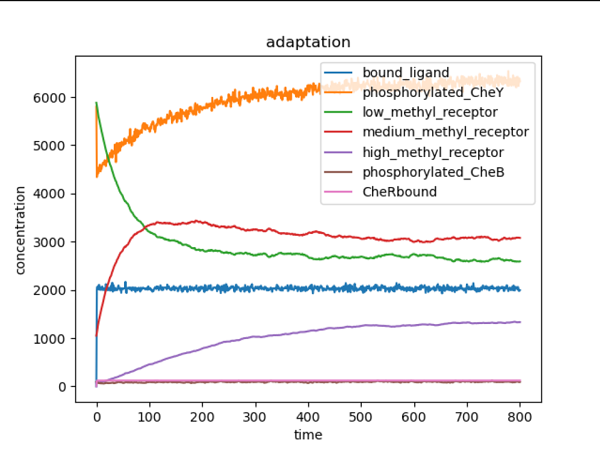 adaptation
bound_ligand
phosphorylated_CheY
low_methyl_receptor
medium_methyl_receptor
high_methyl_receptor
phosphorylated_CheB
CheRbound
concentration
6000
5000
4000
3000
2000
1000
0
0 100 200 300 400 500 600 700 800
time